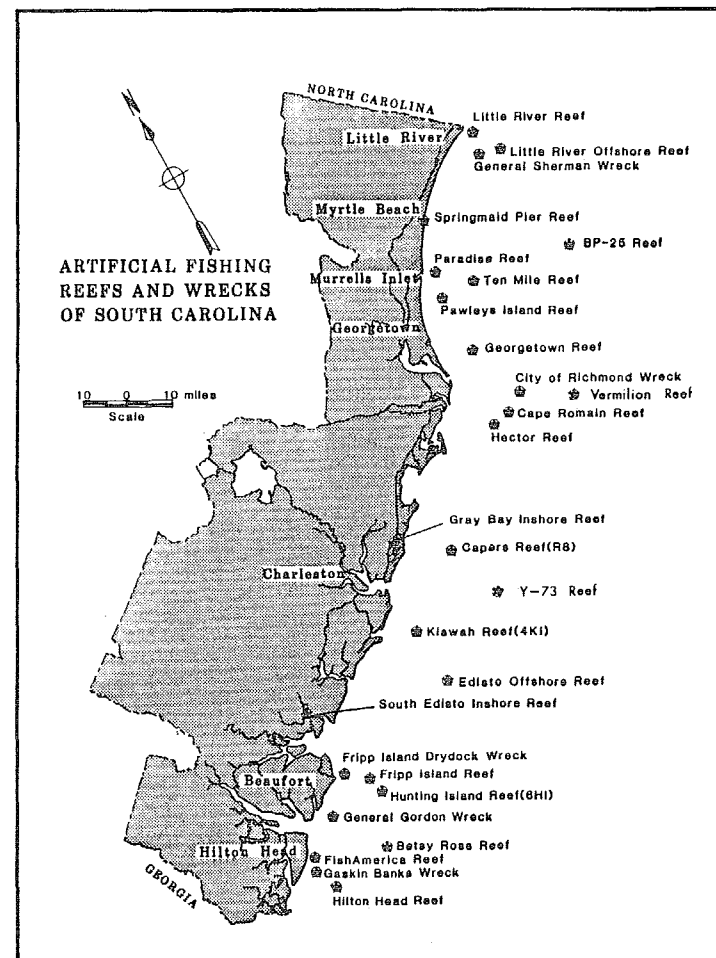 NORTH CAROLINA
Little River Reef
Little River
Little River Offshore Reef
General Sherman Wreck
Myrtle Beach
Springmaid Pier Reef
BP-25 Reef
ARTIFICIAL FISHING
REEFS AND WRECKS
OF SOUTH CAROLINA
Paradise Reef
Murrells Inlet
Ten Mile Reef
Pawleys Island Reef
Georgetown
Georgetown Reef
10 0 10 miles
Scale
City of Richmond Wreck
Vermilion Reef
Cape Romain Reef
Hector Reef
Gray Bay Inshore Reef
Capers Reef(R8)
Charleston
Y-73 Reef
Kiawah Reef(4KI)
Edisto Offshore Reef
South Edisto Inshore Reef
Fripp Island Drydock Wreck
Beaufort
Fripp Island Reef
Hunting Island Reef(6HI)
General Gordon Wreck
Hilton Head
Betsy Ross Reef
FishAmerica Reef
Gaskin Banks Wreck
Hilton Head Reef
GEORGIA